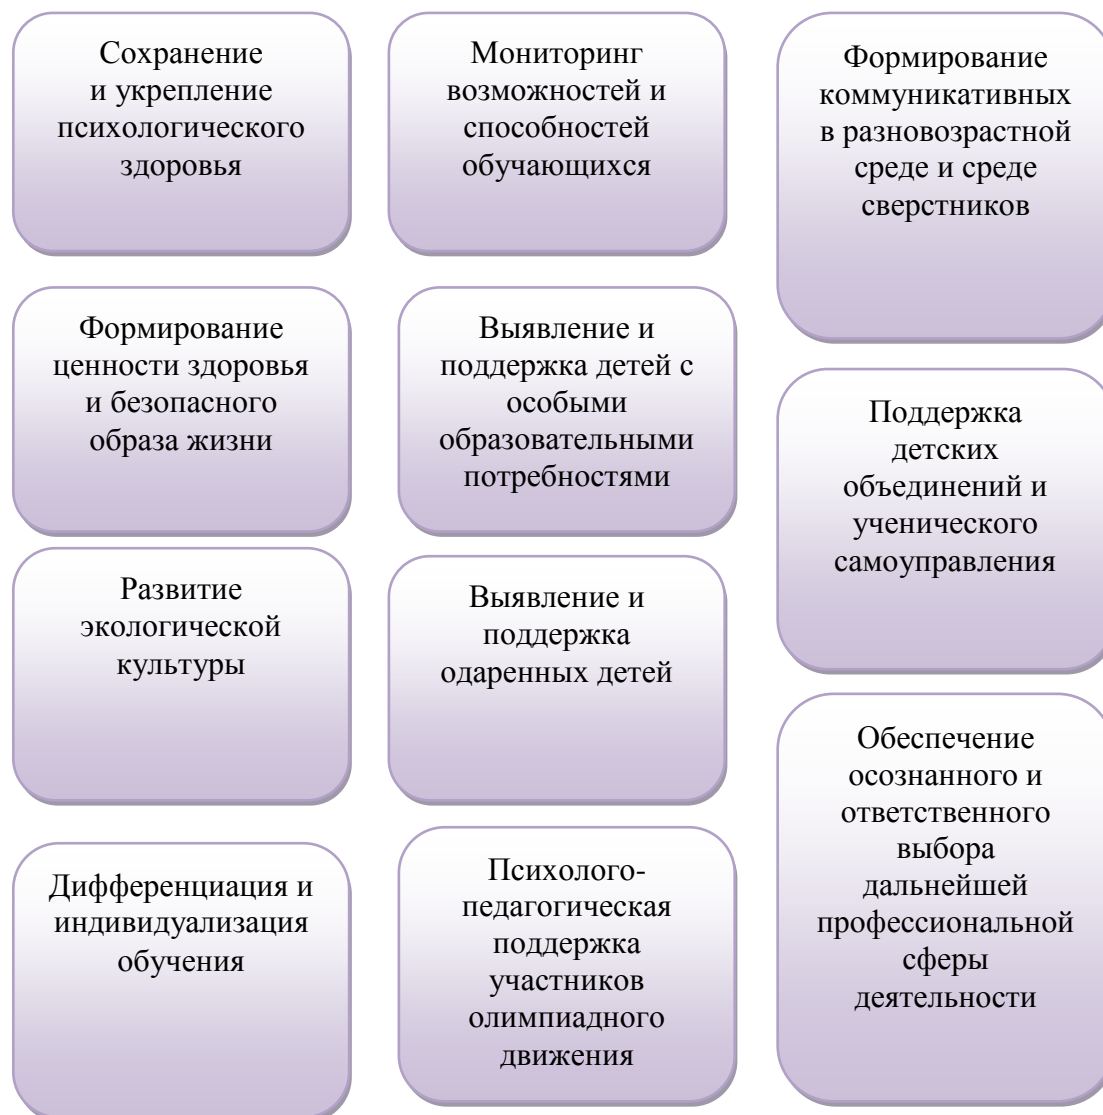 Сохранение
и укрепление
психологического
здоровья
Мониторинг
возможностей и
способностей
обучающихся
Формирование
коммуникативных
в разновозрастной
среде и среде
сверстников
Формирование
ценности здоровья
и безопасного
образа жизни
Выявление и
поддержка детей с
особыми
образовательными
потребностями
Поддержка
детских
объединений и
ученического
самоуправления
Развитие
экологической
культуры
Выявление и
поддержка
одаренных детей
Обеспечение
осознанного и
ответственного
выбора
дальнейшей
профессиональной
сферы
деятельности
Дифференциация и
индивидуализация
обучения
Психолого-
педагогическая
поддержка
участников
олимпиадного
движения